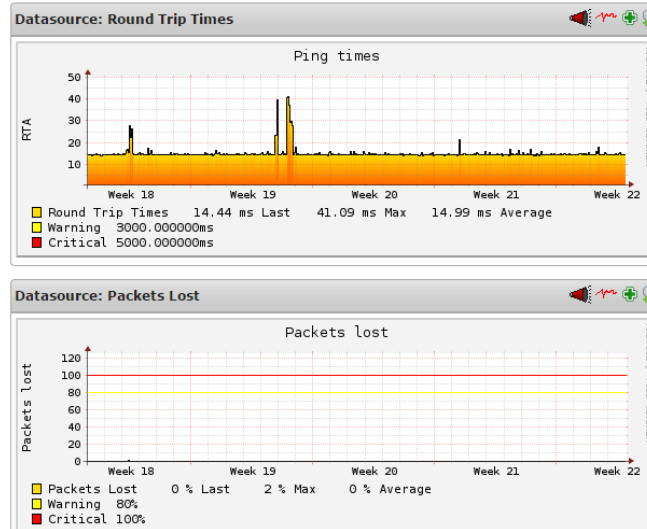 Datasource: Round Trip Times
Ping times
50
40
30
20
10
RTA
Week 18 Week 19 Week 20 Week 21 Week 22
Round Trip Times 14.44 ms Last 41.09 ms Max 14.99 ms Average
Warning 3000.000000ms
Critical 5000.000000ms
Datasource: Packets Lost
Packets lost
120
100
80
60
40
20
0
Packets lost
Week 18 Week 19 Week 20 Week 21 Week 22
Packets Lost 0 % Last 2 % Max 0 % Average
Warning 80%
Critical 100%